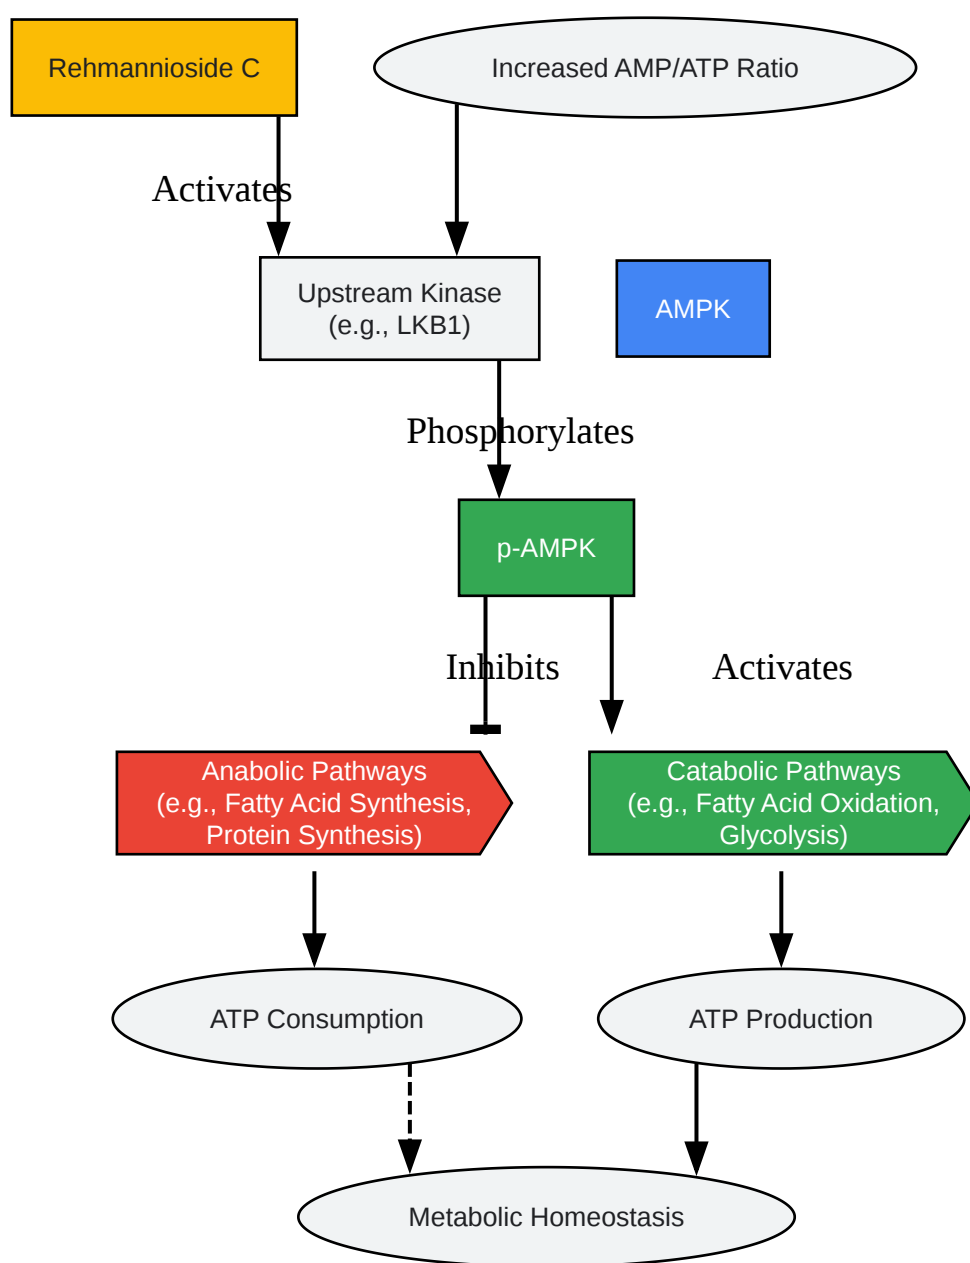 Rehmannioside C
Increased AMP/ATP Ratio
Activates
Upstream Kinase
(e.g., LKB1)
AMPK
Phosphorylates
p-AMPK
Inhibits
Activates
Anabolic Pathways
(e.g., Fatty Acid Synthesis,
Protein Synthesis)
Catabolic Pathways
(e.g., Fatty Acid Oxidation,
Glycolysis)
ATP Consumption
ATP Production
Metabolic Homeostasis